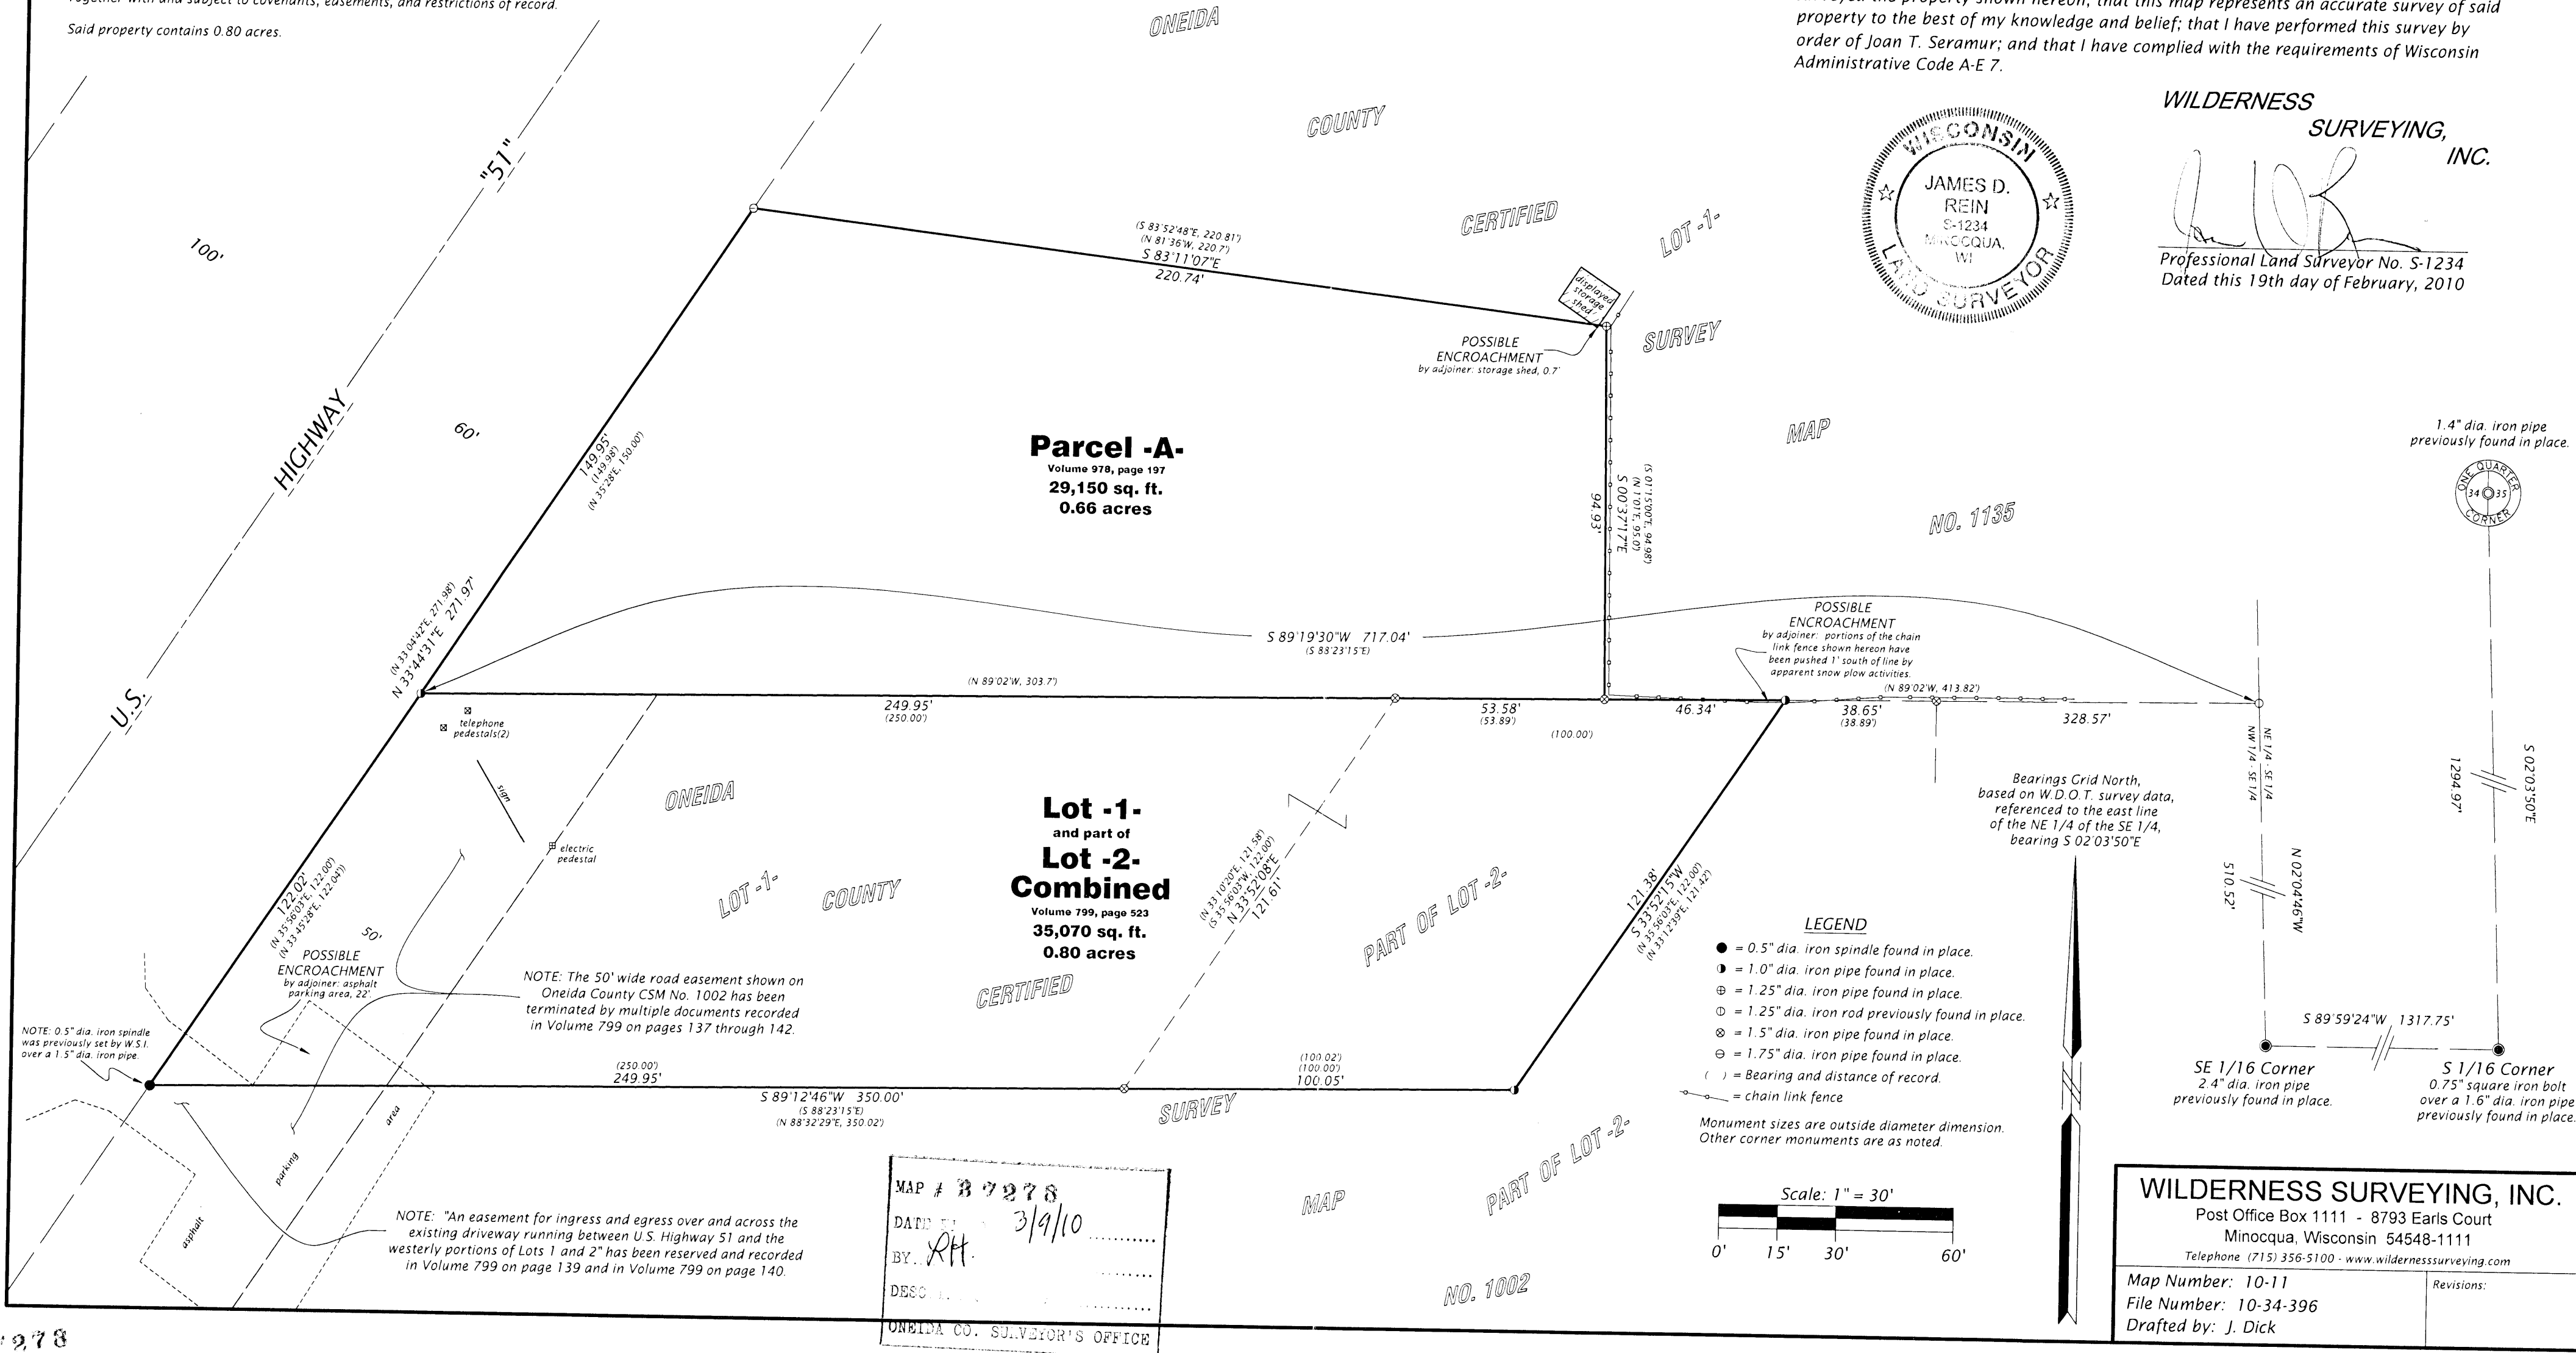 Together with and subject to covenants, easements, and restrictions of record.
Said property contains 0.80 acres.
surveyed the property shown hereon; that this map represents an accurate survey of said
property to the best of my knowledge and belief; that I have performed this survey by
order of Joan T. Seramur; and that I have complied with the requirements of Wisconsin
Administrative Code A-E 7.
WILDERNESS
SURVEYING,
INC.
WISCONSIN
JAMES D.
REIN
S-1234
MINOCQUA,
WI
LAND SURVEYOR
Professional Land Surveyor No. S-1234
Dated this 19th day of February, 2010
ONEIDA
COUNTY
CERTIFIED
LOT -1-
SURVEY
MAP
NO. 1135
U.S.
HIGHWAY
"51"
100'
60'
(S 83°52'48"E, 220.81')
(N 81°36'W, 220.7')
S 83°11'07"E
220.74'
displayed
storage
shed
POSSIBLE
ENCROACHMENT
by adjoiner: storage shed, 0.7'
149.95'
(149.98')
(N 35°28'E, 150.00')
Parcel -A-
Volume 978, page 197
29,150 sq. ft.
0.66 acres
94.93'
S 00°37'17"E
(N 1°01'E, 95.0')
(S 01°15'00"E, 94.98')
(N 33°04'42"E, 271.98')
N 33°44'31"E 271.97'
S 89°19'30"W 717.04'
(S 88°23'15"E)
POSSIBLE
ENCROACHMENT
by adjoiner: portions of the chain
link fence shown hereon have
been pushed 1' south of line by
apparent snow plow activities.
(N 89°02'W, 303.7')
(N 89°02'W, 413.82')
249.95'
(250.00')
53.58'
(53.89')
46.34'
(100.00')
38.65'
(38.89')
328.57'
telephone
pedestals(2)
sign
electric
pedestal
ONEIDA
LOT -1-
COUNTY
CERTIFIED
SURVEY
MAP
NO. 1002
PART OF LOT -2-
PART OF LOT -2-
Lot -1-
and part of
Lot -2-
Combined
Volume 799, page 523
35,070 sq. ft.
0.80 acres
(N 33°10'20"E, 121.58')
(S 35°56'03"W, 122.00')
N 33°52'08"E
121.61'
121.38'
S 33°52'15"W
(N 35°56'03"E, 122.00')
(N 33°12'39"E, 121.42')
122.02'
(N 35°56'03"E, 122.00')
(N 33°45'28"E, 122.04')
50'
POSSIBLE
ENCROACHMENT
by adjoiner: asphalt
parking area, 22'.
NOTE: The 50' wide road easement shown on
Oneida County CSM No. 1002 has been
terminated by multiple documents recorded
in Volume 799 on pages 137 through 142.
NOTE: 0.5" dia. iron spindle
was previously set by W.S.I.
over a 1.5" dia. iron pipe.
(250.00')
249.95'
(100.02')
(100.00')
100.05'
S 89°12'46"W 350.00'
(S 88°23'15"E)
(N 88°32'29"E, 350.02')
asphalt
parking
area
NOTE: "An easement for ingress and egress over and across the
existing driveway running between U.S. Highway 51 and the
westerly portions of Lots 1 and 2" has been reserved and recorded
in Volume 799 on page 139 and in Volume 799 on page 140.
MAP #
DATE 3/9/10
BY.. RH.
DESC.
ONEIDA CO. SURVEYOR'S OFFICE
Bearings Grid North,
based on W.D.O.T. survey data,
referenced to the east line
of the NE 1/4 of the SE 1/4,
bearing S 02°03'50"E
LEGEND
= 0.5" dia. iron spindle found in place.
= 1.0" dia. iron pipe found in place.
= 1.25" dia. iron pipe found in place.
= 1.25" dia. iron rod previously found in place.
= 1.5" dia. iron pipe found in place.
= 1.75" dia. iron pipe found in place.
( ) = Bearing and distance of record.
= chain link fence
Monument sizes are outside diameter dimension.
Other corner monuments are as noted.
Scale: 1" = 30'
0' 15' 30' 60'
1.4" dia. iron pipe
previously found in place.
ONE QUARTER
34 35
CORNER
NE 1/4 - SE 1/4
NW 1/4 - SE 1/4
1294.97'
S 02°03'50"E
510.52'
N 02°04'46"W
S 89°59'24"W 1317.75'
SE 1/16 Corner
2.4" dia. iron pipe
previously found in place.
S 1/16 Corner
0.75" square iron bolt
over a 1.6" dia. iron pipe
previously found in place.
WILDERNESS SURVEYING, INC.
Post Office Box 1111 - 8793 Earls Court
Minocqua, Wisconsin 54548-1111
Telephone (715) 356-5100 - www.wildernesssurveying.com
Map Number: 10-11
File Number: 10-34-396
Drafted by: J. Dick
Revisions: